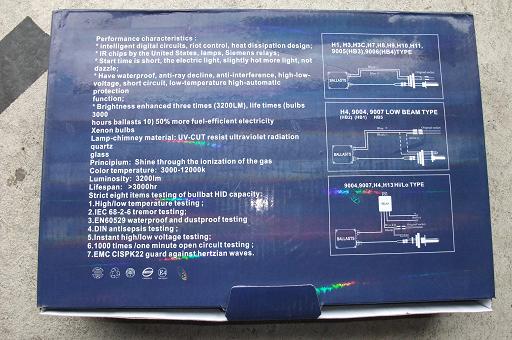 Performance characteristics :
* intelligent digital circuits, riot control, heat dissipation design;
* IR chips by the United States, lamps, Siemens relays;
* Start time is short, the electric light, slightly hot more light, not
dazzle;
* Have waterproof, anti-ray decline, anti-interference, high-low-
voltage, short circuit, low-temperature high-automatic
protection
function;
* Brightness enhanced three times (3200LM), life times (bulbs
3000
hours ballasts 10) 50% more fuel-efficient electricity
Xenon bulbs
Lamp-chimney material: UV-CUT resist ultraviolet radiation
quartz
glass
Principium: Shine through the ionization of the gas
Color temperature: 3000-12000k
Luminosity: 3200lm
Lifespan: >3000hr
Strict eight items testing of bullbat HID capacity:
1.High/low temperature testing ;
2.IEC 68-2-6 tremor testing;
3.EN60529 waterproof and dustproof testing
4.DIN antisepsis testing ;
5.Instant high/low voltage testing;
6.1000 times /one minute open circuit testing ;
7.EMC CISPK22 guard against hertzian waves.
H1, H3,H3C,H7,H8,H9,H10,H11,
9005(HB3),9006(HB4)TYPE
BALLASTS
H4, 9004, 9007 LOW BEAM TYPE
(HB2) (HB1) HB5
BALLASTS
9004,9007,H4,H13 Hi/Lo TYPE
RELAY
BALLASTS
E4